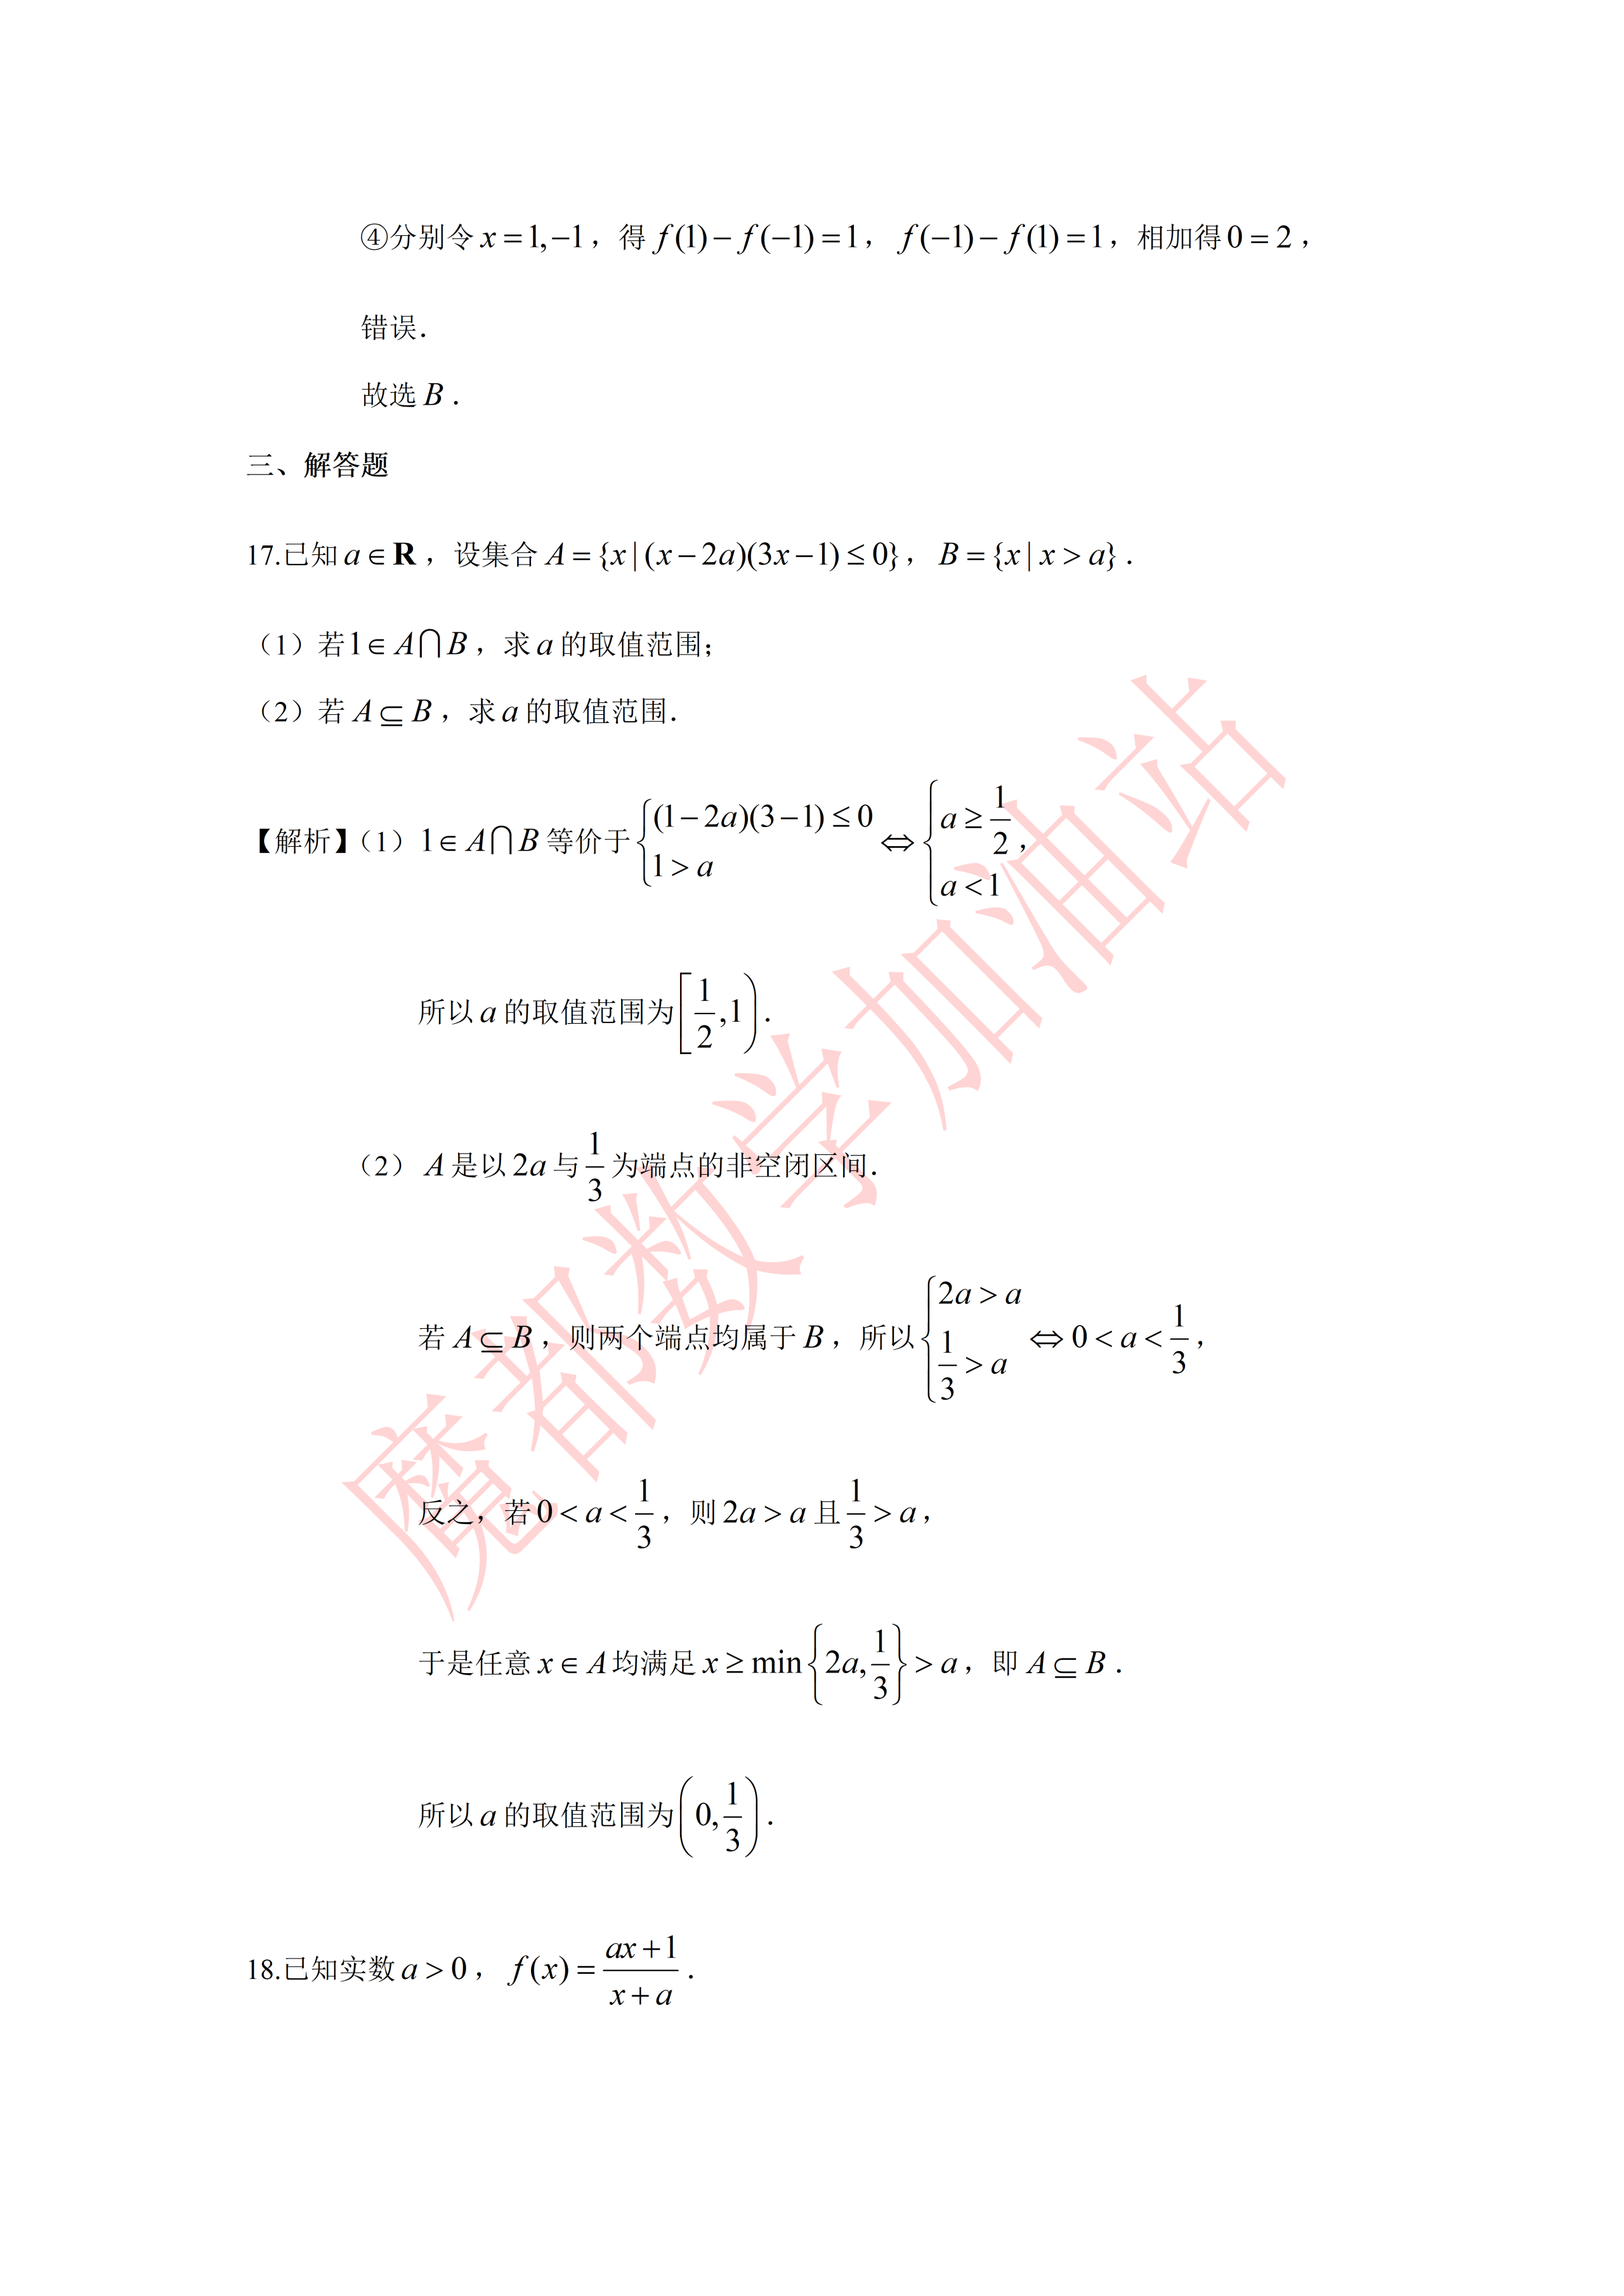 ④分别令 x = 1, −1，得 f(1) − f(−1) = 1， f(−1) − f(1) = 1，相加得 0 = 2，
错误．
故选 B．
三、解答题
17.已知 a ∈ R，设集合 A = {x | (x − 2a)(3x − 1) ≤ 0}， B = {x | x > a}．
（1）若 1 ∈ A⋂B，求 a 的取值范围；
（2）若 A ⊆ B，求 a 的取值范围．
【解析】（1）1 ∈ A⋂B 等价于 {(1 − 2a)(3 − 1) ≤ 0, 1 > a ⇔ {a ≥ 1/2, a < 1，
所以 a 的取值范围为 [1/2, 1)．
（2） A 是以 2a 与 1/3 为端点的非空闭区间．
若 A ⊆ B，则两个端点均属于 B，所以 {2a > a, 1/3 > a ⇔ 0 < a < 1/3，
反之，若 0 < a < 1/3，则 2a > a 且 1/3 > a，
于是任意 x ∈ A 均满足 x ≥ min{2a, 1/3} > a，即 A ⊆ B．
所以 a 的取值范围为 (0, 1/3)．
18.已知实数 a > 0， f(x) = (ax + 1)/(x + a)．
魔都数学加油站